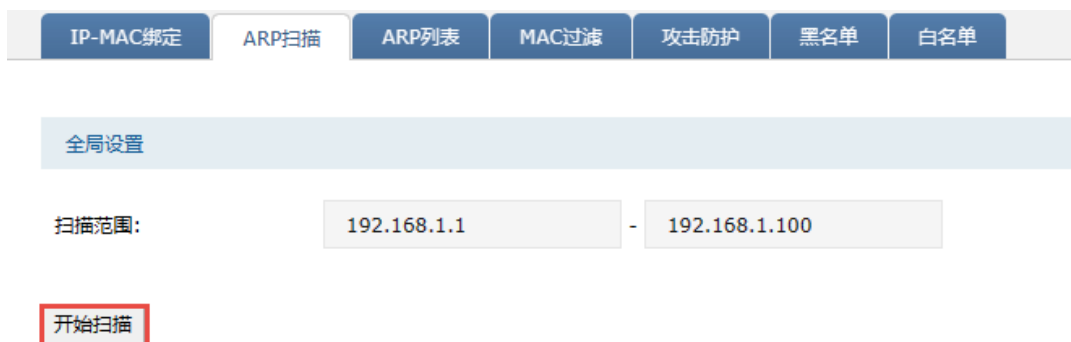 IP-MAC绑定 ARP扫描 ARP列表 MAC过滤 攻击防护 黑名单 白名单
全局设置
扫描范围: 192.168.1.1 - 192.168.1.100
开始扫描